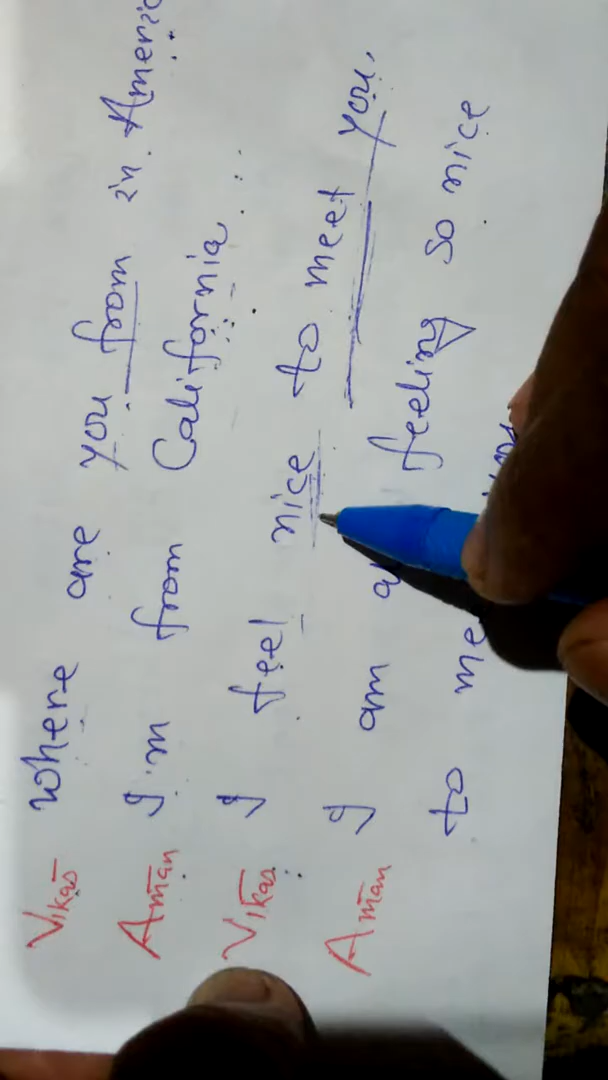 Vikas where are you from in Americ
Aman I'm from California
Vikas I feel nice to meet you.
Aman I am feeling so nice
to me